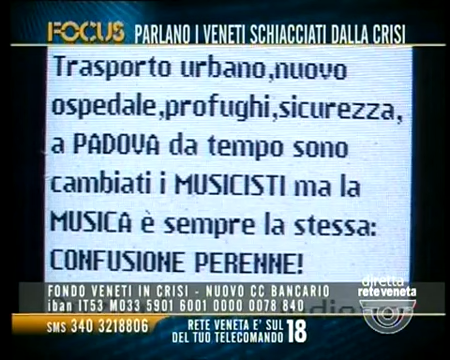 FOCUS PARLANO I VENETI SCHIACCIATI DALLA CRISI
Trasporto urbano,nuovo
ospedale,profughi,sicurezza,
a PADOVA da tempo sono
cambiati i MUSICISTI ma la
MUSICA è sempre la stessa:
CONFUSIONE PERENNE!
diretta
reteveneta
FONDO VENETI IN CRISI - NUOVO CC BANCARIO
iban IT53 M033 5901 6001 0000 0078 840
SMS 340 3218806
RETE VENETA E' SUL
DEL TUO TELECOMANDO 18